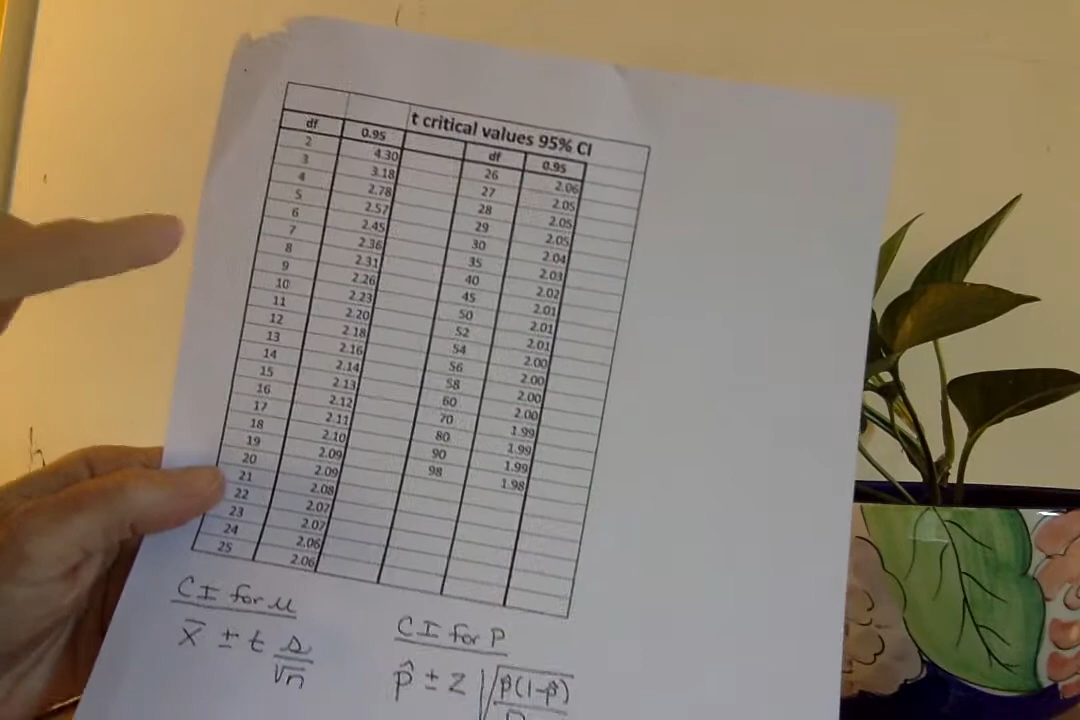 t critical values 95% CI
df 0.95 df 0.95
2 4.30 26 2.06
3 3.18 27 2.05
4 2.78 28 2.05
5 2.57 29 2.05
6 2.45 30 2.04
7 2.36 35 2.03
8 2.31 40 2.02
9 2.26 45 2.01
10 2.23 50 2.01
11 2.20 52 2.01
12 2.18 54 2.00
13 2.16 56 2.00
14 2.14 58 2.00
15 2.13 60 2.00
16 2.12 70 1.99
17 2.11 80 1.99
18 2.10 90 1.99
19 2.09 98 1.98
20 2.09
21 2.08
22 2.07
23 2.07
24 2.06
25 2.06
CI for μ
x̄ ± t s/√n
CI for P
p̂ ± z √p̂(1-p̂)